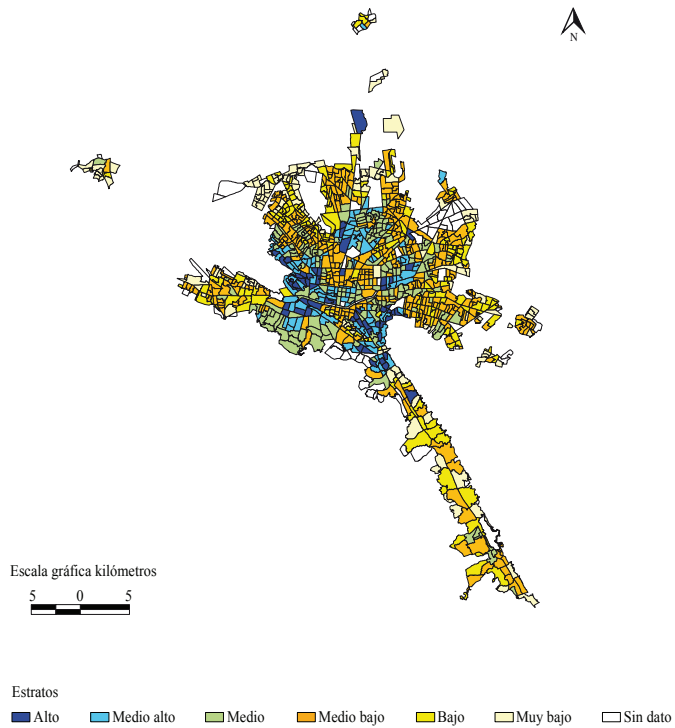 N
Escala gráfica kilómetros
5 0 5
Estratos
Alto Medio alto Medio Medio bajo Bajo Muy bajo Sin dato